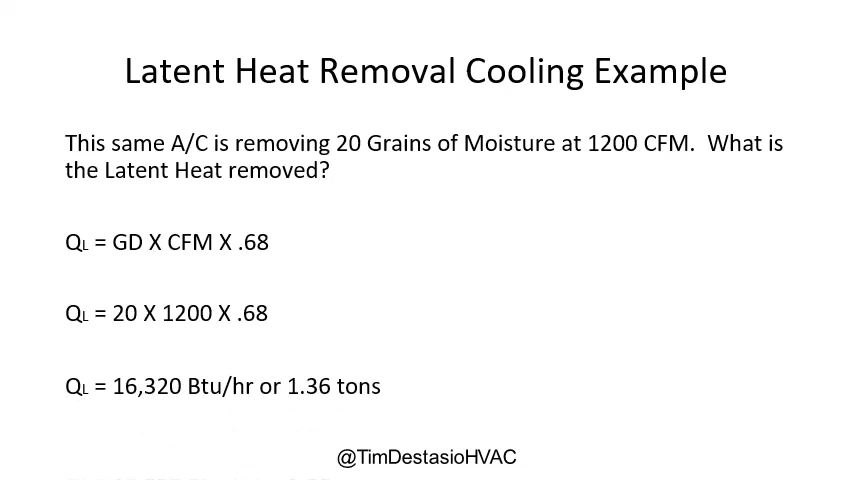 Latent Heat Removal Cooling Example
This same A/C is removing 20 Grains of Moisture at 1200 CFM. What is
the Latent Heat removed?
QL = GD X CFM X .68
QL = 20 X 1200 X .68
QL = 16,320 Btu/hr or 1.36 tons
@TimDestasioHVAC